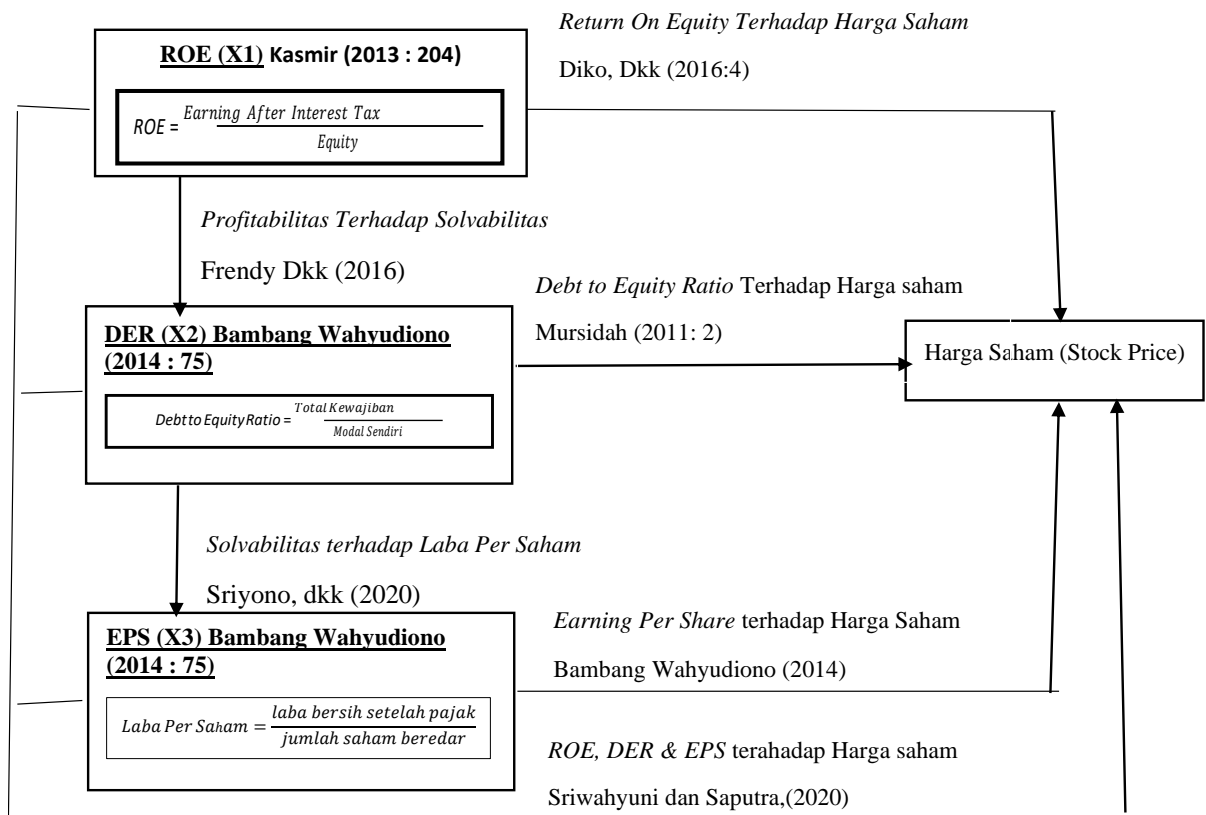 Return On Equity Terhadap Harga Saham
Diko, Dkk (2016:4)
ROE (X1) Kasmir (2013 : 204)
ROE = Earning After Interest Tax
Equity
Profitabilitas Terhadap Solvabilitas
Frendy Dkk (2016)
Debt to Equity Ratio Terhadap Harga saham
Mursidah (2011: 2)
DER (X2) Bambang Wahyudiono
(2014 : 75)
Debt to Equity Ratio = Total Kewajiban
Modal Sendiri
Harga Saham (Stock Price)
Solvabilitas terhadap Laba Per Saham
Sriyono, dkk (2020)
EPS (X3) Bambang Wahyudiono
(2014 : 75)
Laba Per Saham = laba bersih setelah pajak
jumlah saham beredar
Earning Per Share terhadap Harga Saham
Bambang Wahyudiono (2014)
ROE, DER & EPS terahadap Harga saham
Sriwahyuni dan Saputra,(2020)